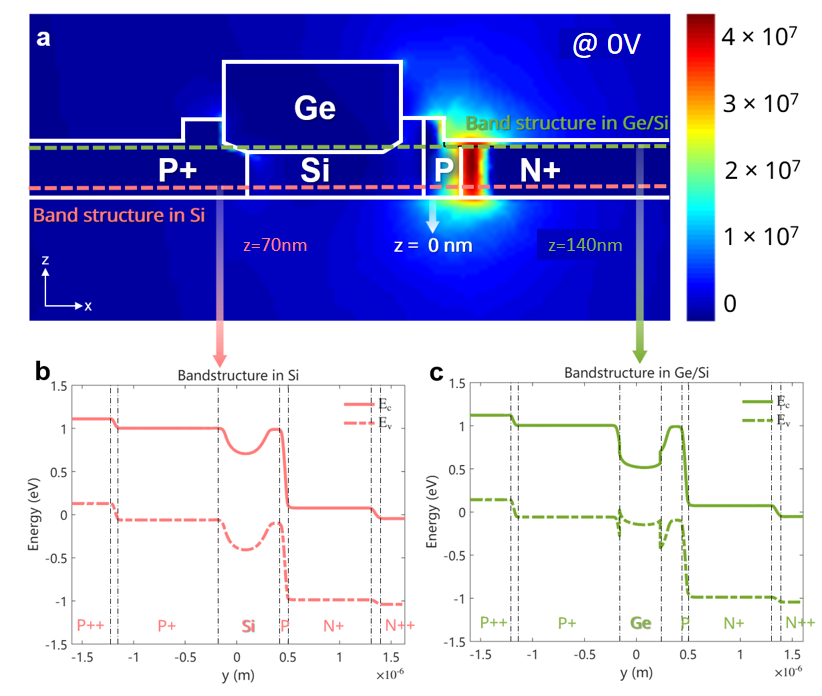 a
@ 0V
Ge
Band structure in Ge/Si
P+
Si
P
N+
Band structure in Si
z=70nm
z = 0 nm
z=140nm
z
x
4 × 10⁷
3 × 10⁷
2 × 10⁷
1 × 10⁷
0
b
Bandstructure in Si
1.5
1
0.5
0
-0.5
-1
-1.5
Energy (eV)
E_c
E_v
P++
P+
Si
P
N+
N++
-1.5
-1
-0.5
0
0.5
1
1.5
y (m)
×10⁻⁶
c
Bandstructure in Ge/Si
1.5
1
0.5
0
-0.5
-1
-1.5
Energy (eV)
E_c
E_v
P++
P+
Ge
P
N+
N++
-1.5
-1
-0.5
0
0.5
1
1.5
y (m)
×10⁻⁶